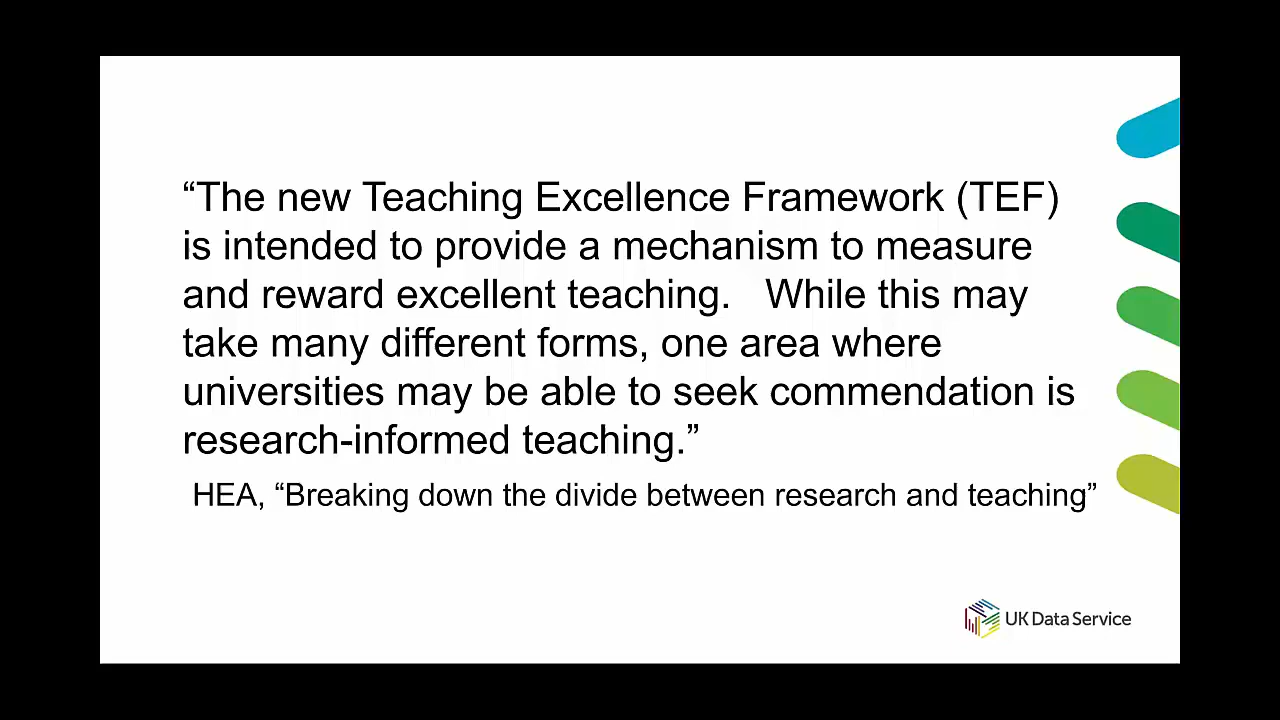 “The new Teaching Excellence Framework (TEF)
is intended to provide a mechanism to measure
and reward excellent teaching.   While this may
take many different forms, one area where
universities may be able to seek commendation is
research-informed teaching.”
HEA, “Breaking down the divide between research and teaching”
UK Data Service